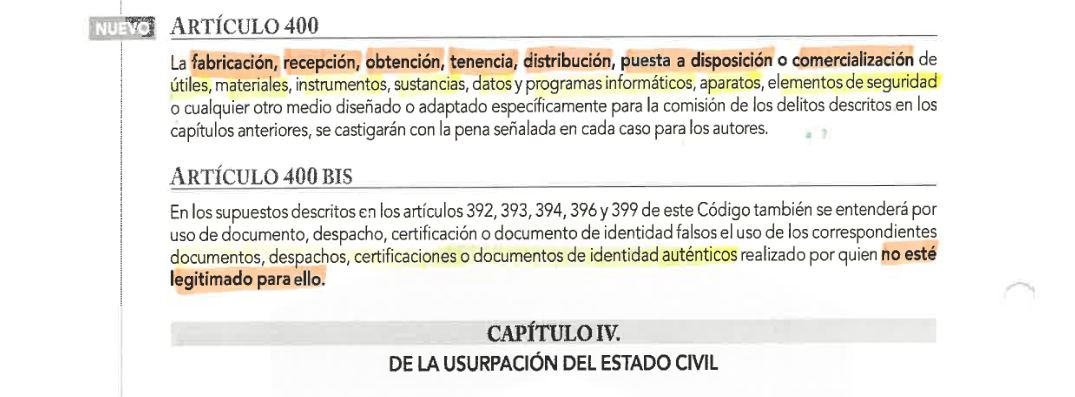 NUEVO ARTÍCULO 400
La fabricación, recepción, obtención, tenencia, distribución, puesta a disposición o comercialización de
útiles, materiales, instrumentos, sustancias, datos y programas informáticos, aparatos, elementos de seguridad
o cualquier otro medio diseñado o adaptado específicamente para la comisión de los delitos descritos en los
capítulos anteriores, se castigarán con la pena señalada en cada caso para los autores.
ARTÍCULO 400 BIS
En los supuestos descritos en los artículos 392, 393, 394, 396 y 399 de este Código también se entenderá por
uso de documento, despacho, certificación o documento de identidad falsos el uso de los correspondientes
documentos, despachos, certificaciones o documentos de identidad auténticos realizado por quien no esté
legitimado para ello.
CAPÍTULO IV.
DE LA USURPACIÓN DEL ESTADO CIVIL